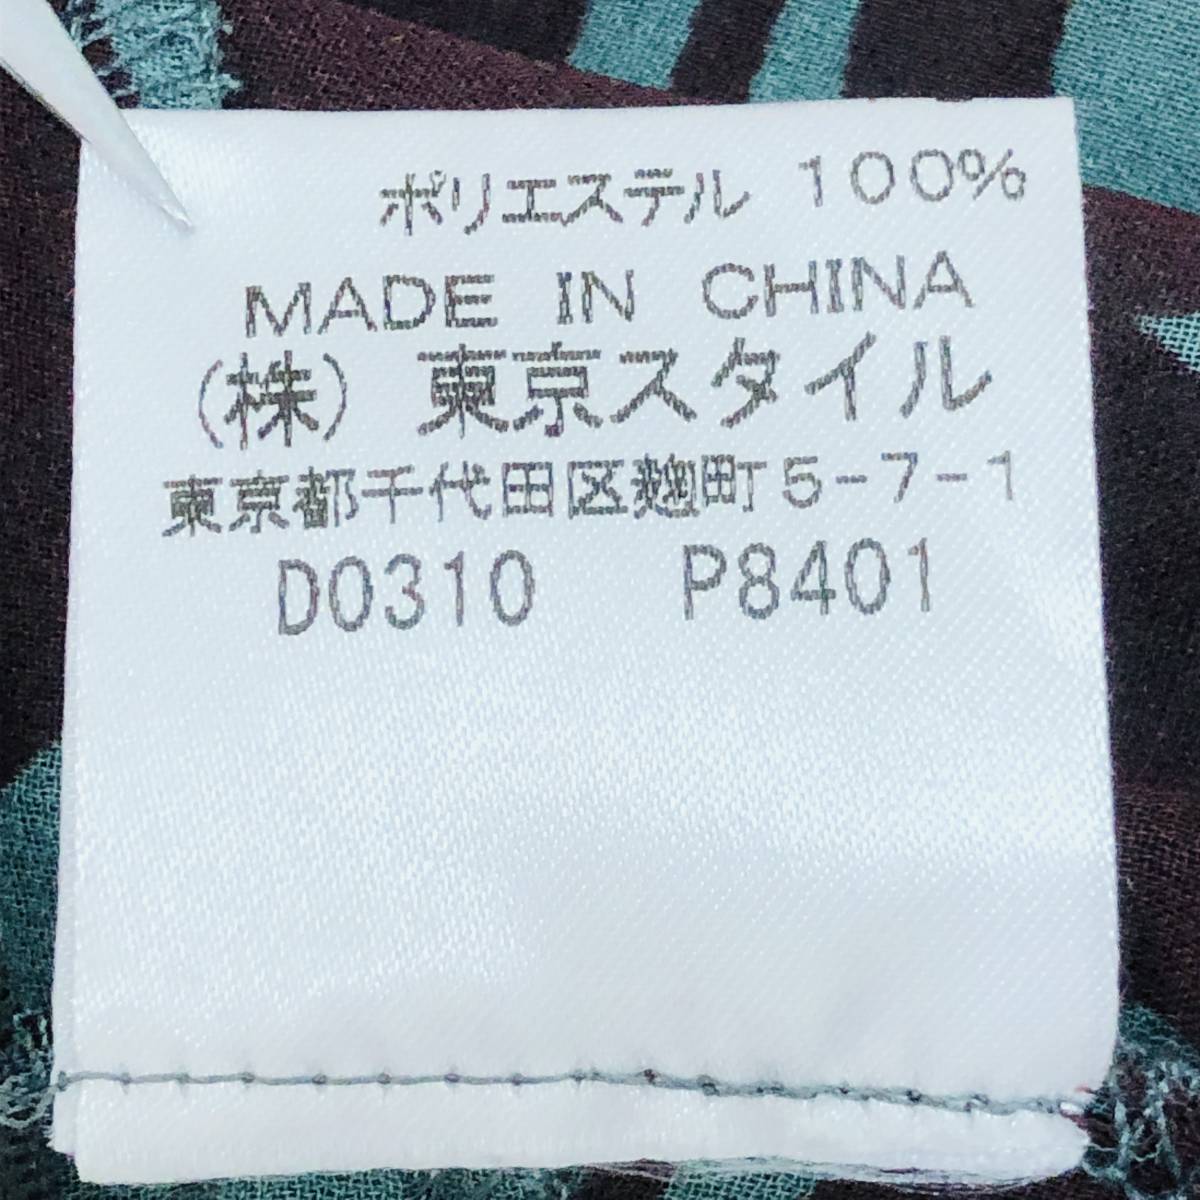 ポリエステル 100%
MADE IN CHINA
(株) 東京スタイル
東京都千代田区麹町5-7-1
D0310 P8401